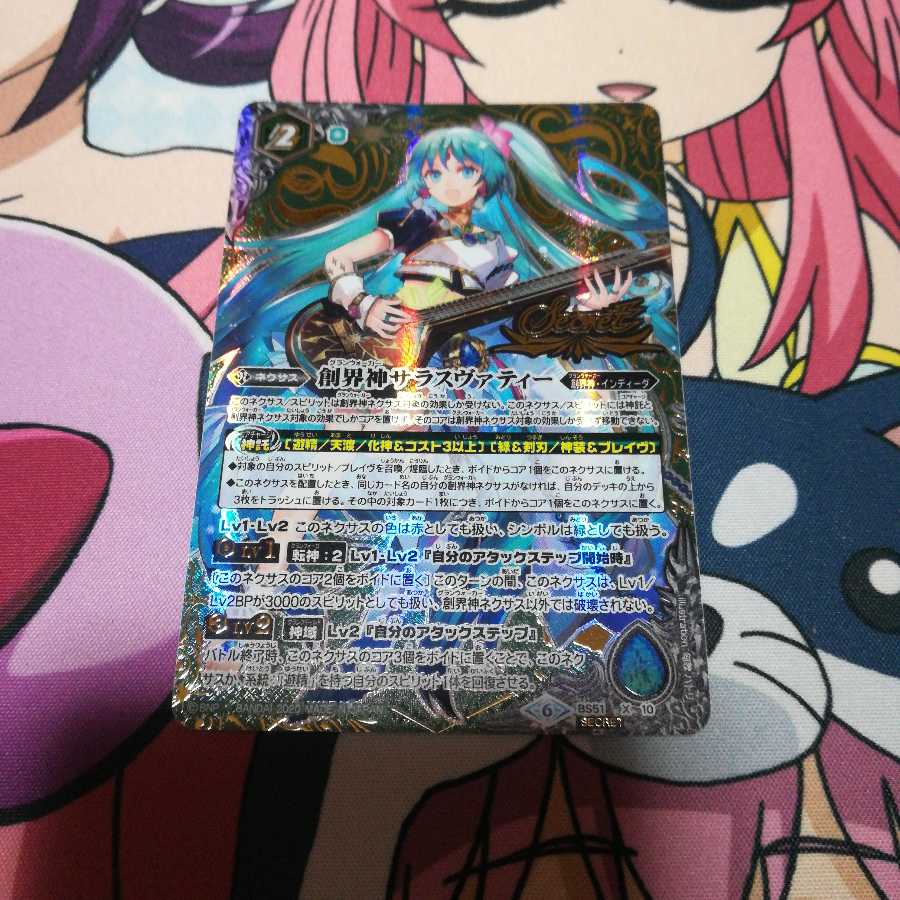 2
Secret
ネクサス
グランウォーカー
創界神サラスヴァティー
創界神・インディーダ
このネクサス/スピリットは創界神ネクサス対象の効果しか受けない。このネクサス/スピリットには神託と
創界神ネクサス対象の効果でしかコアを置けず、そのコアは創界神ネクサス対象の効果でしか移動できない。
神託 【遊精/天渡/化神&コスト3以上】【緑&剣刃/神装&ブレイヴ】
◆対象の自分のスピリット/ブレイヴを召喚/煌臨したとき、ボイドからコア1個をこのネクサスに置ける。
◆このネクサスを配置したとき、同じカード名の自分の創界神ネクサスがなければ、自分のデッキの上から
3枚をトラッシュに置ける。その中の対象カード1枚につき、ボイドからコア1個をこのネクサスに置く。
Lv1-Lv2 このネクサスの色は赤としても扱い、シンボルは緑としても扱う。
0 Lv1 転神:2 Lv1-Lv2『自分のアタックステップ開始時』
〔このネクサスのコア2個をボイドに置く〕このターンの間、このネクサスは、Lv1/
Lv2BPが3000のスピリットとしても扱い、創界神ネクサス以外では破壊されない。
3 Lv2 神域 Lv2『自分のアタックステップ』
バトル終了時、このネクサスのコア3個をボイドに置くことで、このネク
サスか系統:「遊精」を持つ自分のスピリット1体を回復させる。
6 BS51 X 10
SECRET